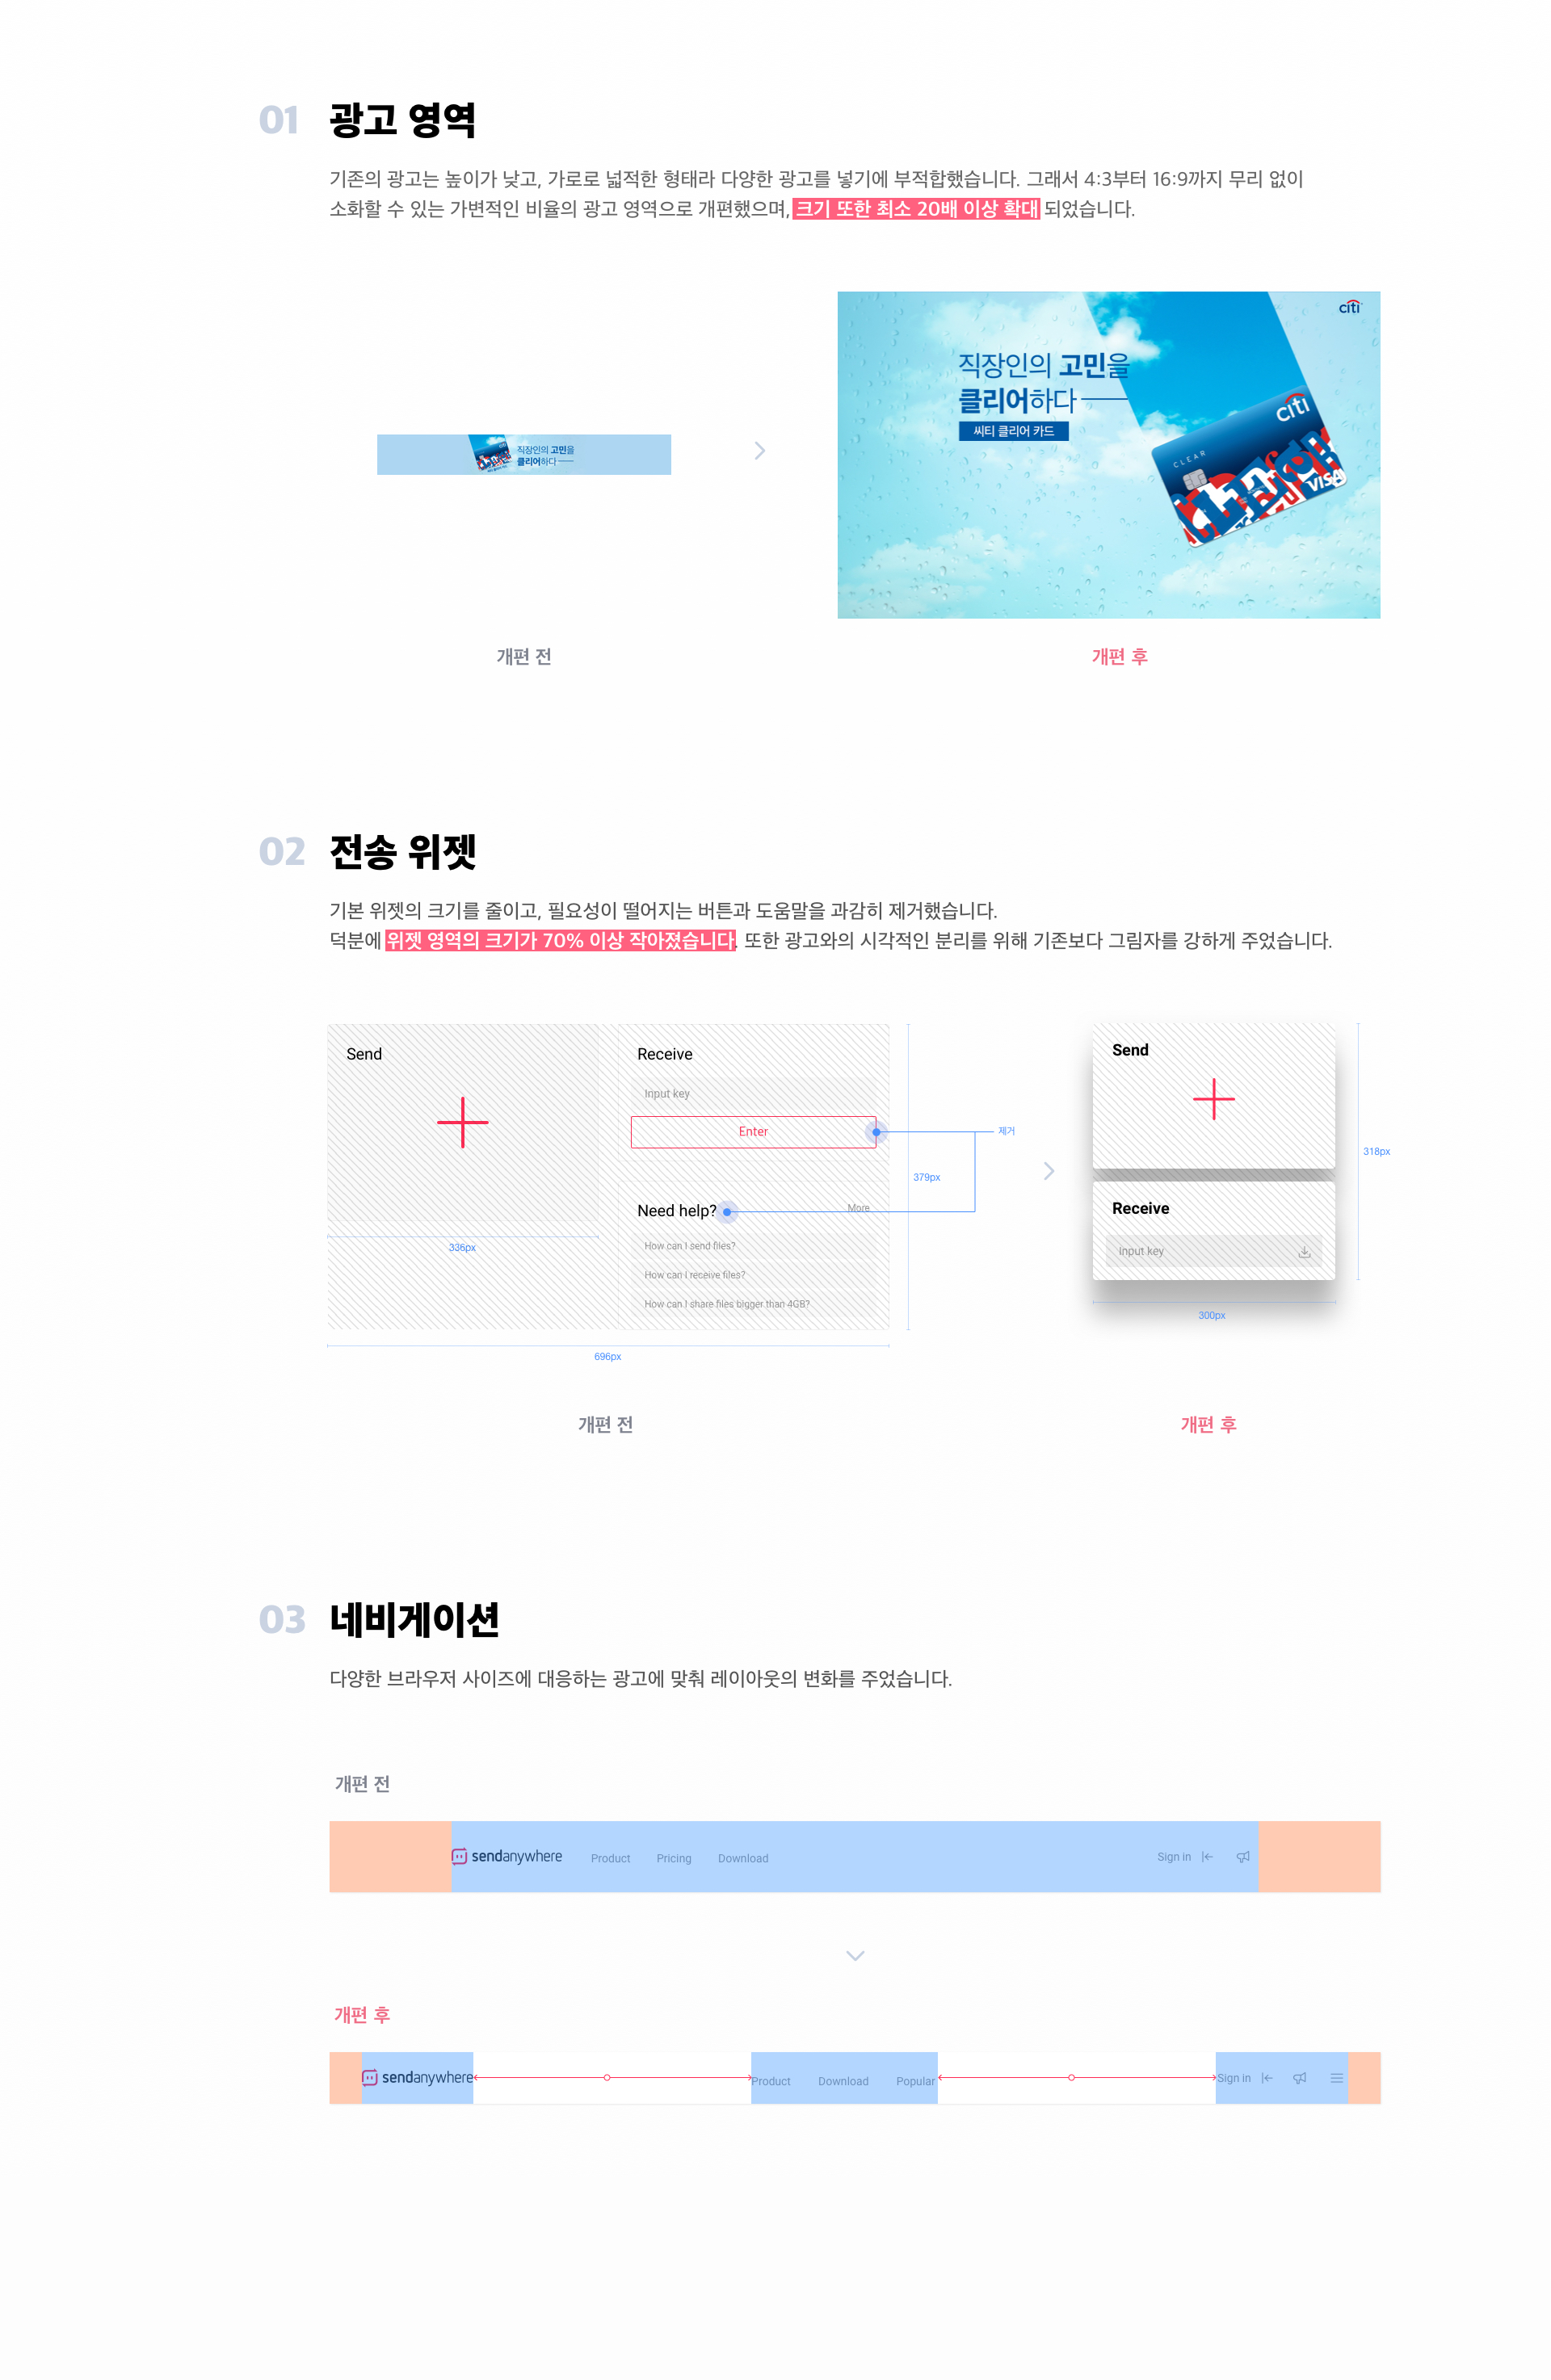 01 광고 영역
기존의 광고는 높이가 낮고, 가로로 넓적한 형태라 다양한 광고를 넣기에 부적합했습니다. 그래서 4:3부터 16:9까지 무리 없이
소화할 수 있는 가변적인 비율의 광고 영역으로 개편했으며, 크기 또한 최소 20배 이상 확대 되었습니다.
직장인의 고민을
클리어하다
citi
직장인의 고민을
클리어하다
씨티 클리어 카드
citi
CLEAR
VISA
개편 전
개편 후
02 전송 위젯
기본 위젯의 크기를 줄이고, 필요성이 떨어지는 버튼과 도움말을 과감히 제거했습니다.
덕분에 위젯 영역의 크기가 70% 이상 작아졌습니다. 또한 광고와의 시각적인 분리를 위해 기존보다 그림자를 강하게 주었습니다.
Send
336px
Receive
Input key
Enter
제거
379px
Need help?
More
How can I send files?
How can I receive files?
How can I share files bigger than 4GB?
696px
Send
318px
Receive
Input key
300px
개편 전
개편 후
03 네비게이션
다양한 브라우저 사이즈에 대응하는 광고에 맞춰 레이아웃의 변화를 주었습니다.
개편 전
sendanywhere Product Pricing Download Sign in
개편 후
sendanywhere Product Download Popular Sign in